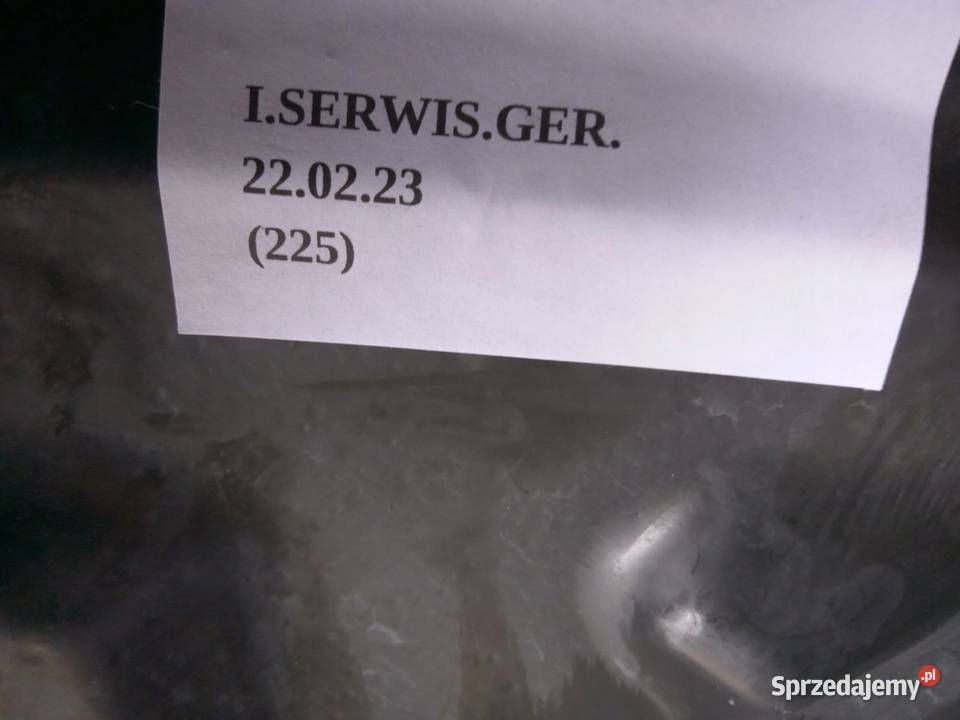 I.SERWIS.GER.
22.02.23
(225)
Sprzedajemy.pl